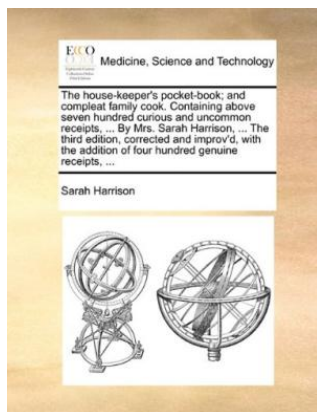 ECCO
Medicine, Science and Technology
The house-keeper's pocket-book; and
compleat family cook. Containing above
seven hundred curious and uncommon
receipts, ... By Mrs. Sarah Harrison, ... The
third edition, corrected and improv'd, with
the addition of four hundred genuine
receipts, ...
Sarah Harrison